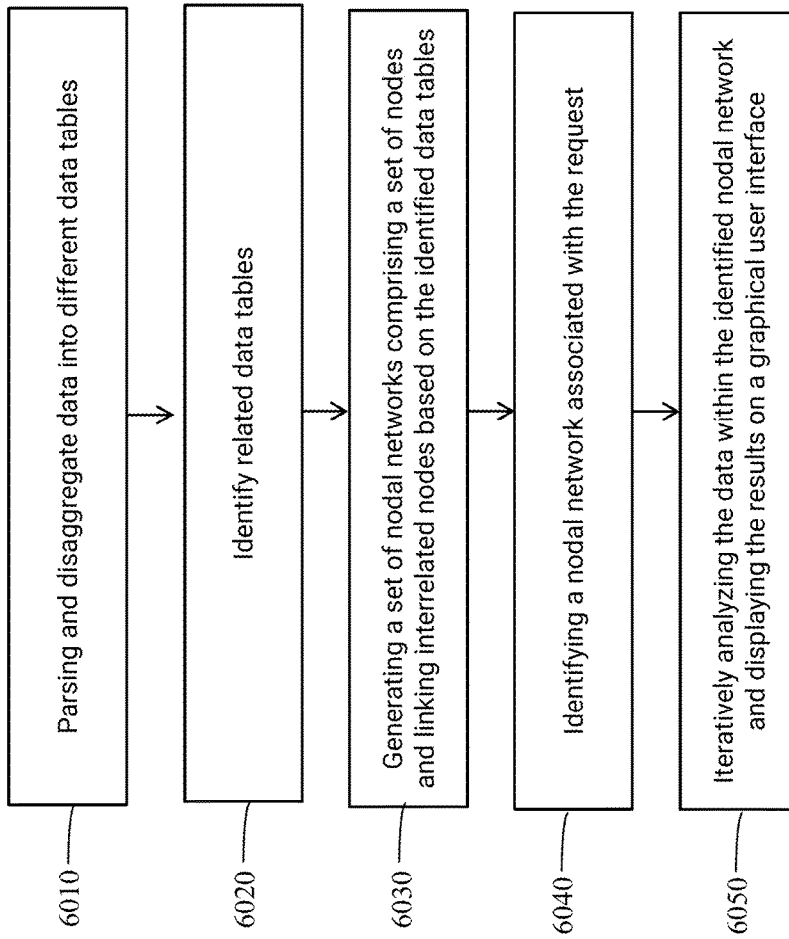 6010
Parsing and disaggregate data into different data tables
6020
Identify related data tables
6030
Generating a set of nodal networks comprising a set of nodes
and linking interrelated nodes based on the identified data tables
6040
Identifying a nodal network associated with the request
6050
Iteratively analyzing the data within the identified nodal network
and displaying the results on a graphical user interface